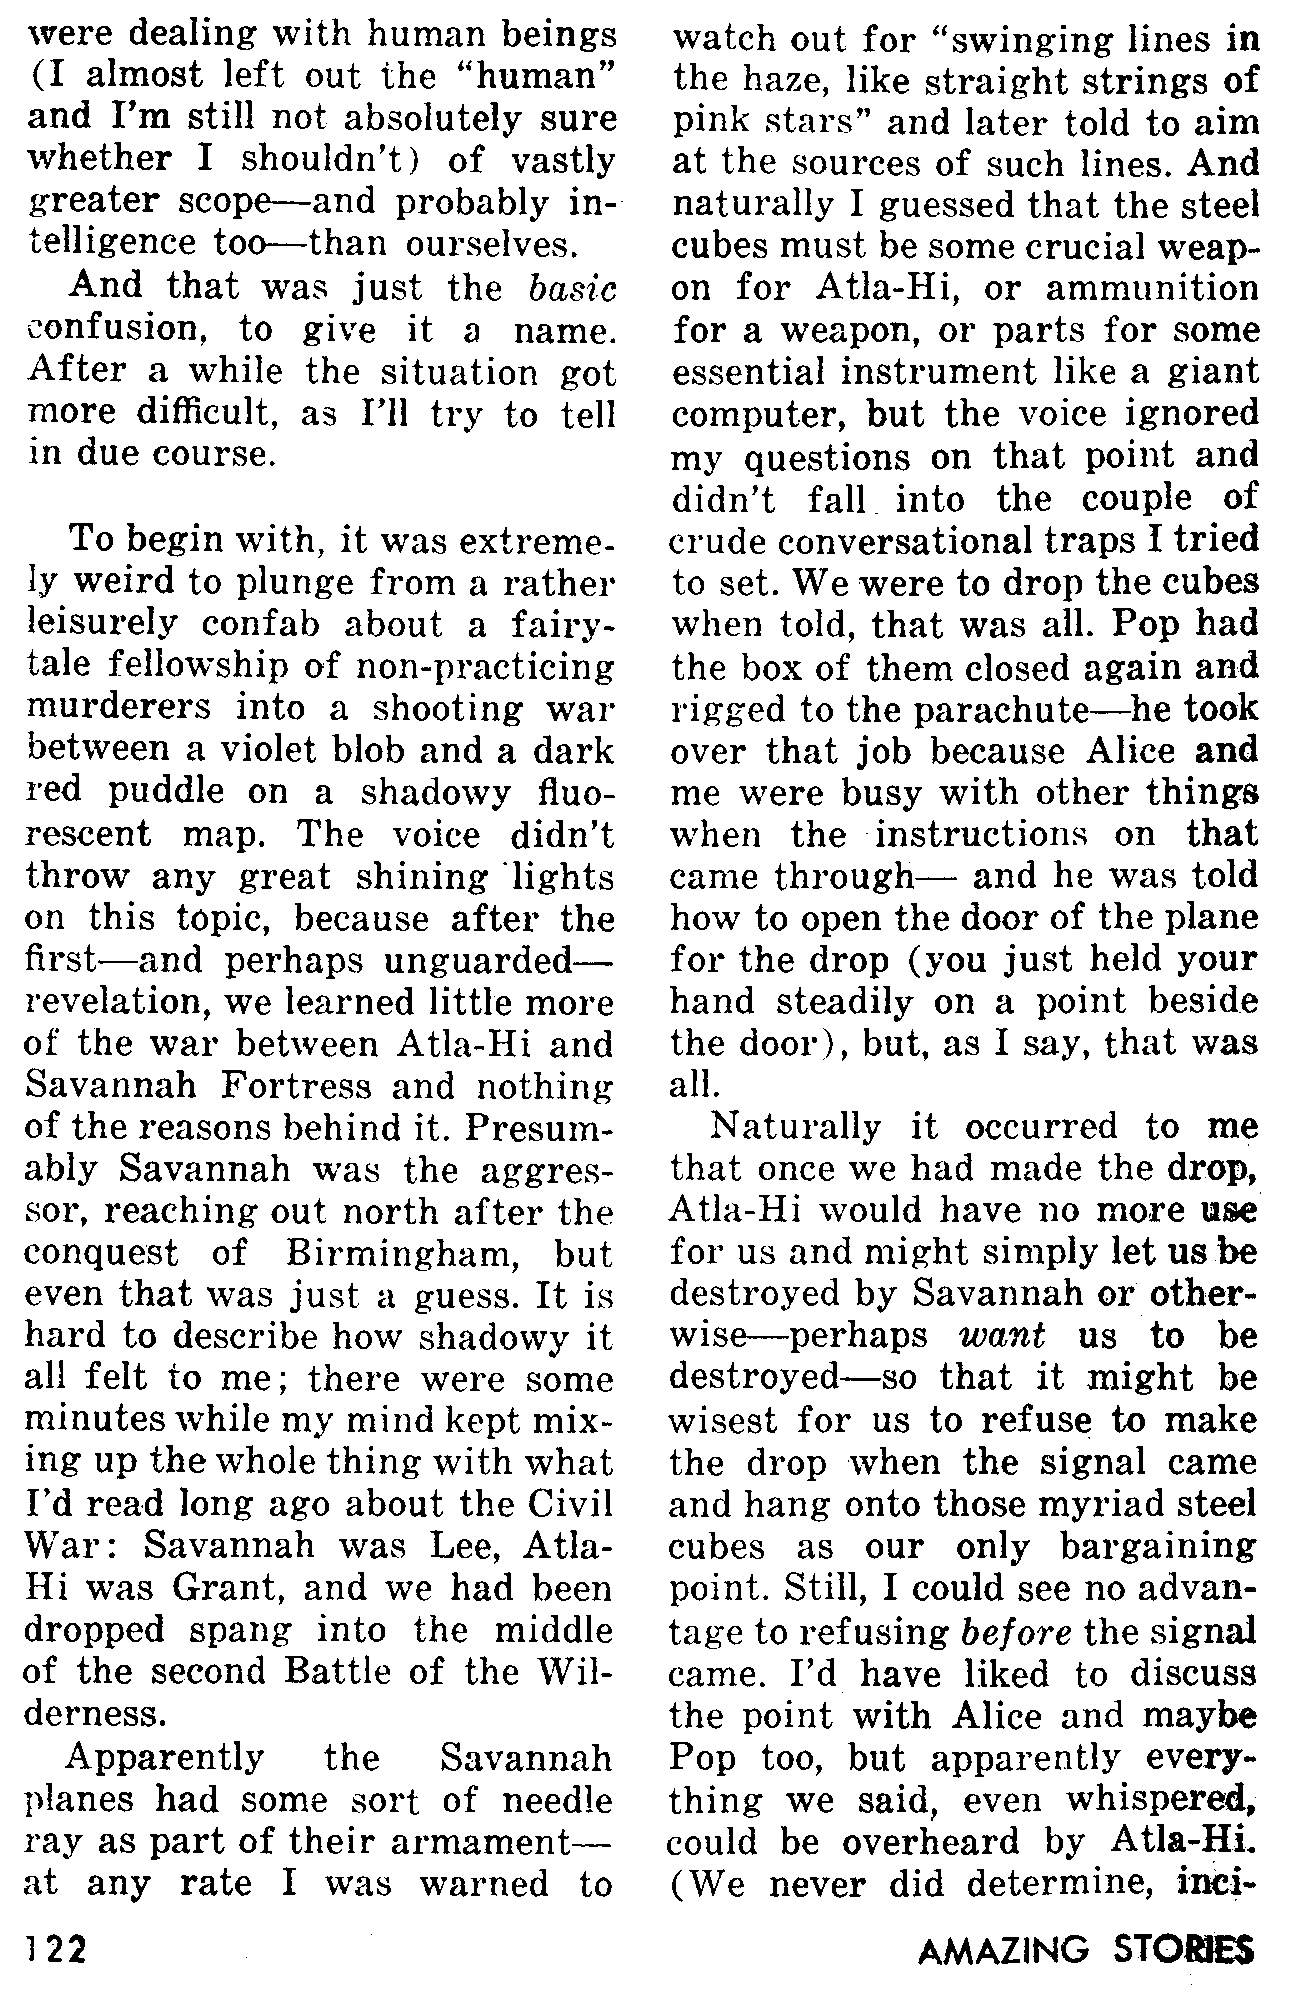 were dealing with human beings
(I almost left out the “human”
and I’m still not absolutely sure
whether I shouldn’t) of vastly
greater scope—and probably in-
telligence too—than ourselves.
And that was just the basic
confusion, to give it a name.
After a while the situation got
more difficult, as I’ll try to tell
in due course.
To begin with, it was extreme-
ly weird to plunge from a rather
leisurely confab about a fairy-
tale fellowship of non-practicing
murderers into a shooting war
between a violet blob and a dark
red puddle on a shadowy fluo-
rescent map. The voice didn’t
throw any great shining lights
on this topic, because after the
first—and perhaps unguarded—
revelation, we learned little more
of the war between Atla-Hi and
Savannah Fortress and nothing
of the reasons behind it. Presum-
ably Savannah was the aggres-
sor, reaching out north after the
conquest of Birmingham, but
even that was just a guess. It is
hard to describe how shadowy it
all felt to me; there were some
minutes while my mind kept mix-
ing up the whole thing with what
I’d read long ago about the Civil
War: Savannah was Lee, Atla-
Hi was Grant, and we had been
dropped spang into the middle
of the second Battle of the Wil-
derness.
Apparently the Savannah
planes had some sort of needle
ray as part of their armament—
at any rate I was warned to
watch out for “swinging lines in
the haze, like straight strings of
pink stars” and later told to aim
at the sources of such lines. And
naturally I guessed that the steel
cubes must be some crucial weap-
on for Atla-Hi, or ammunition
for a weapon, or parts for some
essential instrument like a giant
computer, but the voice ignored
my questions on that point and
didn’t fall into the couple of
crude conversational traps I tried
to set. We were to drop the cubes
when told, that was all. Pop had
the box of them closed again and
rigged to the parachute—he took
over that job because Alice and
me were busy with other things
when the instructions on that
came through— and he was told
how to open the door of the plane
for the drop (you just held your
hand steadily on a point beside
the door), but, as I say, that was
all.
Naturally it occurred to me
that once we had made the drop,
Atla-Hi would have no more use
for us and might simply let us be
destroyed by Savannah or other-
wise—perhaps want us to be
destroyed—so that it might be
wisest for us to refuse to make
the drop when the signal came
and hang onto those myriad steel
cubes as our only bargaining
point. Still, I could see no advan-
tage to refusing before the signal
came. I’d have liked to discuss
the point with Alice and maybe
Pop too, but apparently every-
thing we said, even whispered,
could be overheard by Atla-Hi.
(We never did determine, inci-
122
AMAZING STORIES